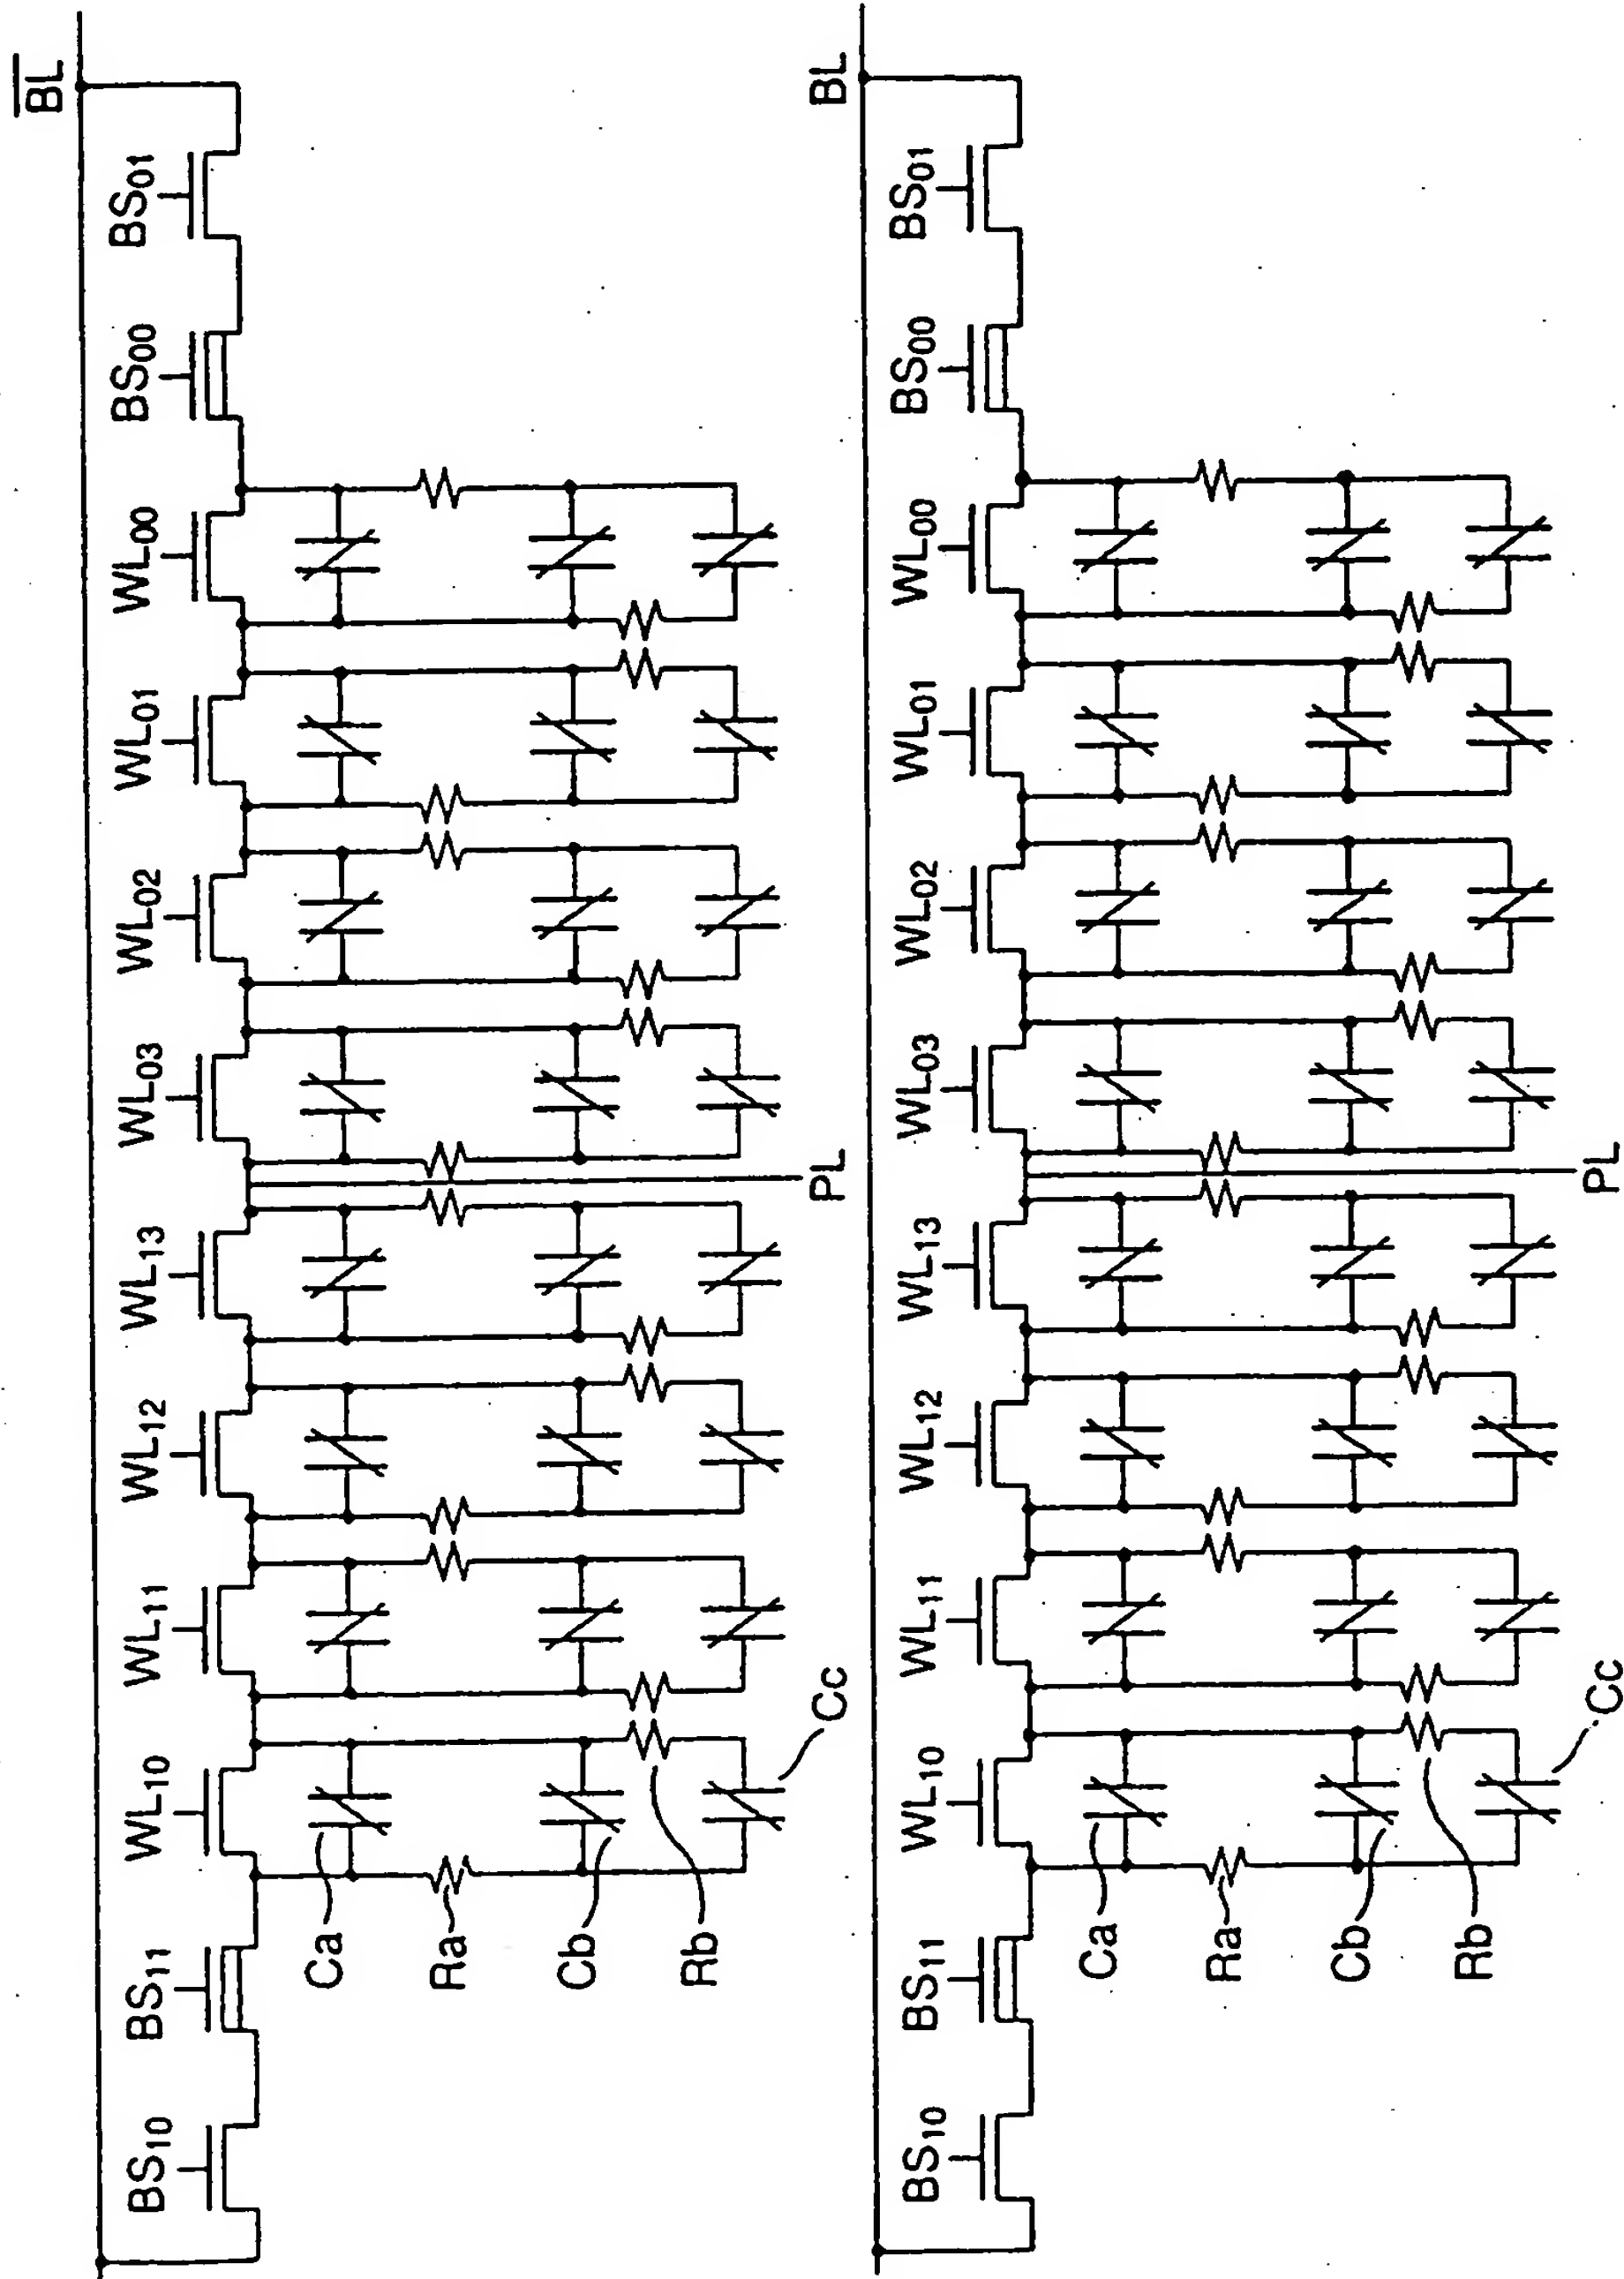 B̅L̅
BS₁₀ BS₁₁ WL₁₀ WL₁₁ WL₁₂ WL₁₃ WL₀₃ WL₀₂ WL₀₁ WL₀₀ BS₀₀ BS₀₁
Ca
Ra
Cb
Rb
Cc PL
BL
BS₁₀ BS₁₁ WL₁₀ WL₁₁ WL₁₂ WL₁₃ WL₀₃ WL₀₂ WL₀₁ WL₀₀ BS₀₀ BS₀₁
Ca
Ra
Cb
Rb
Cc PL